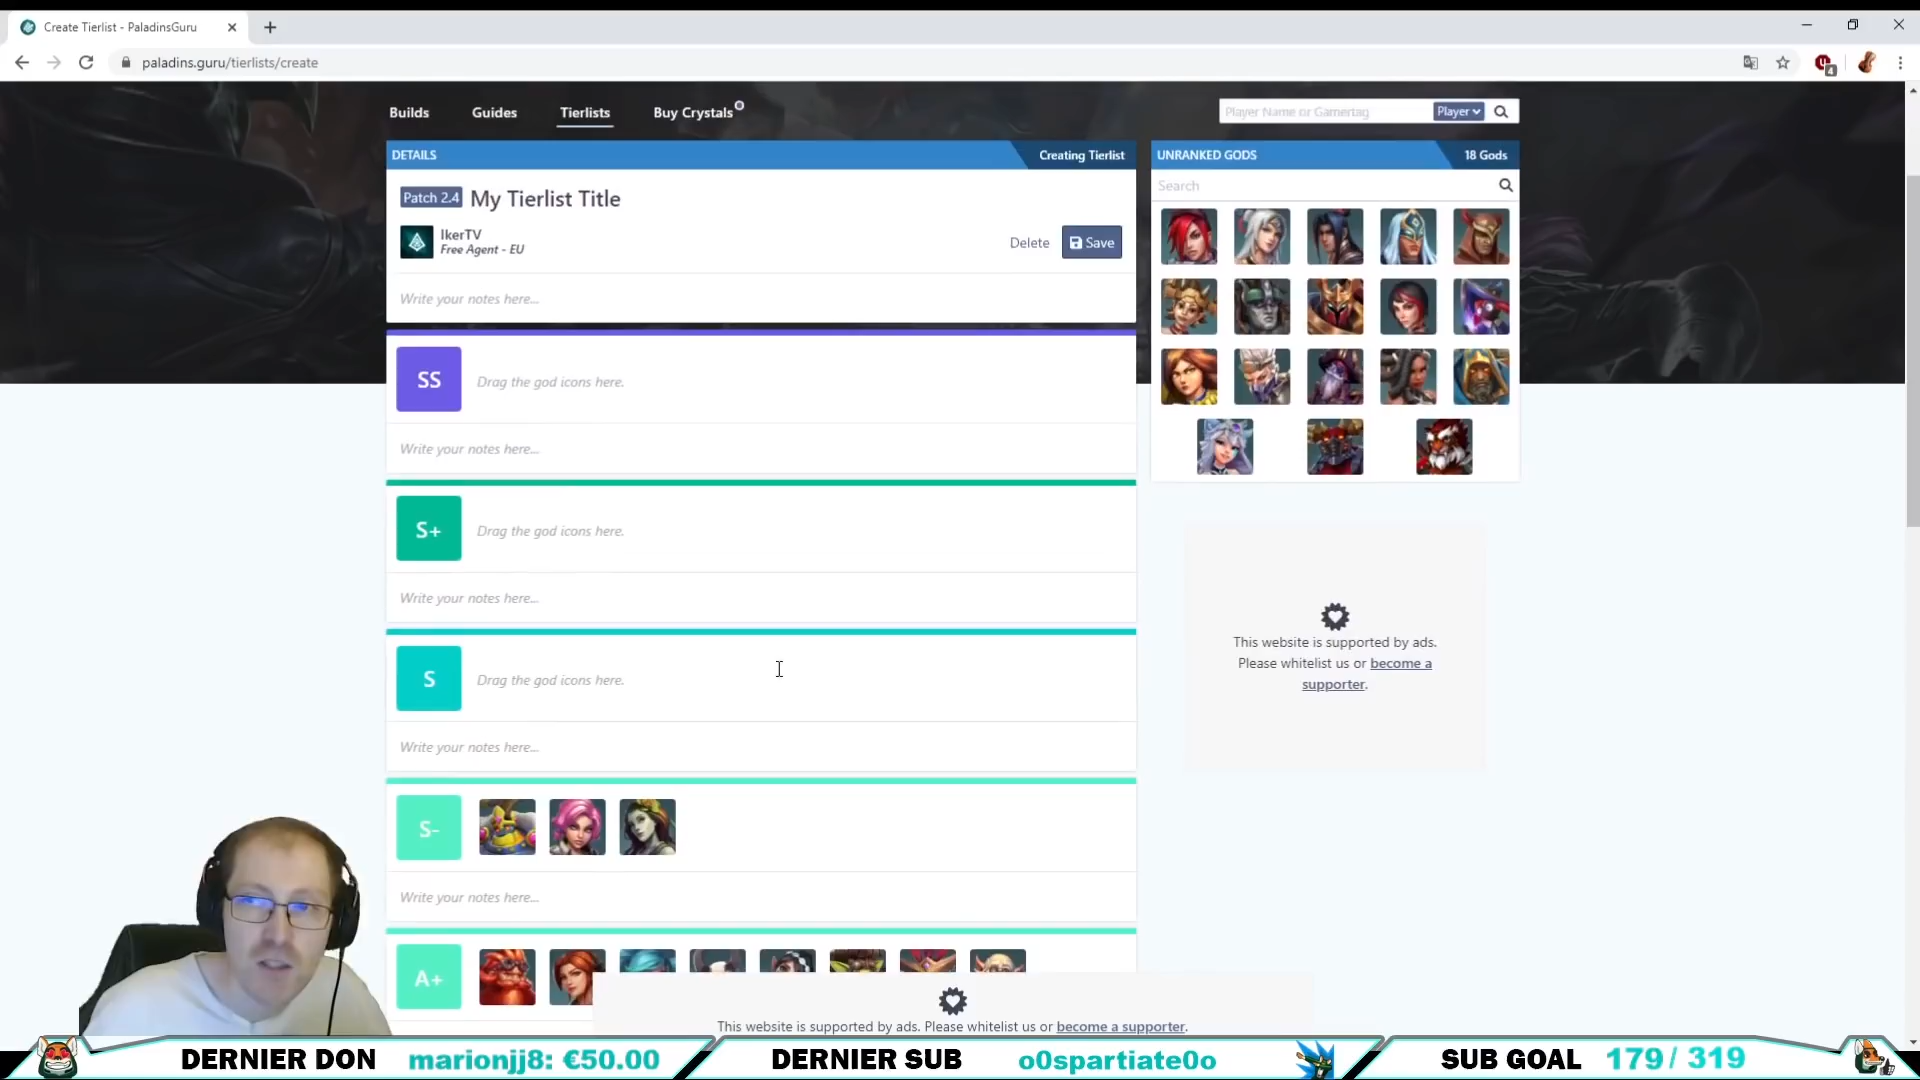 Create Tierlist - PaladinsGuru
paladins.guru/tierlists/create
4
Builds Guides Tierlists Buy Crystals
Player Name or Gamertag Player
DETAILS Creating Tierlist
Patch 2.4 My Tierlist Title
IkerTV
Free Agent - EU
Delete Save
Write your notes here...
SS Drag the god icons here.
Write your notes here...
S+ Drag the god icons here.
Write your notes here...
S Drag the god icons here.
Write your notes here...
S-
Write your notes here...
A+
UNRANKED GODS 18 Gods
Search
This website is supported by ads.
Please whitelist us or become a
supporter.
This website is supported by ads. Please whitelist us or become a supporter.
DERNIER DON marionjj8: €50.00 DERNIER SUB o0spartiate0o SUB GOAL 179/ 319